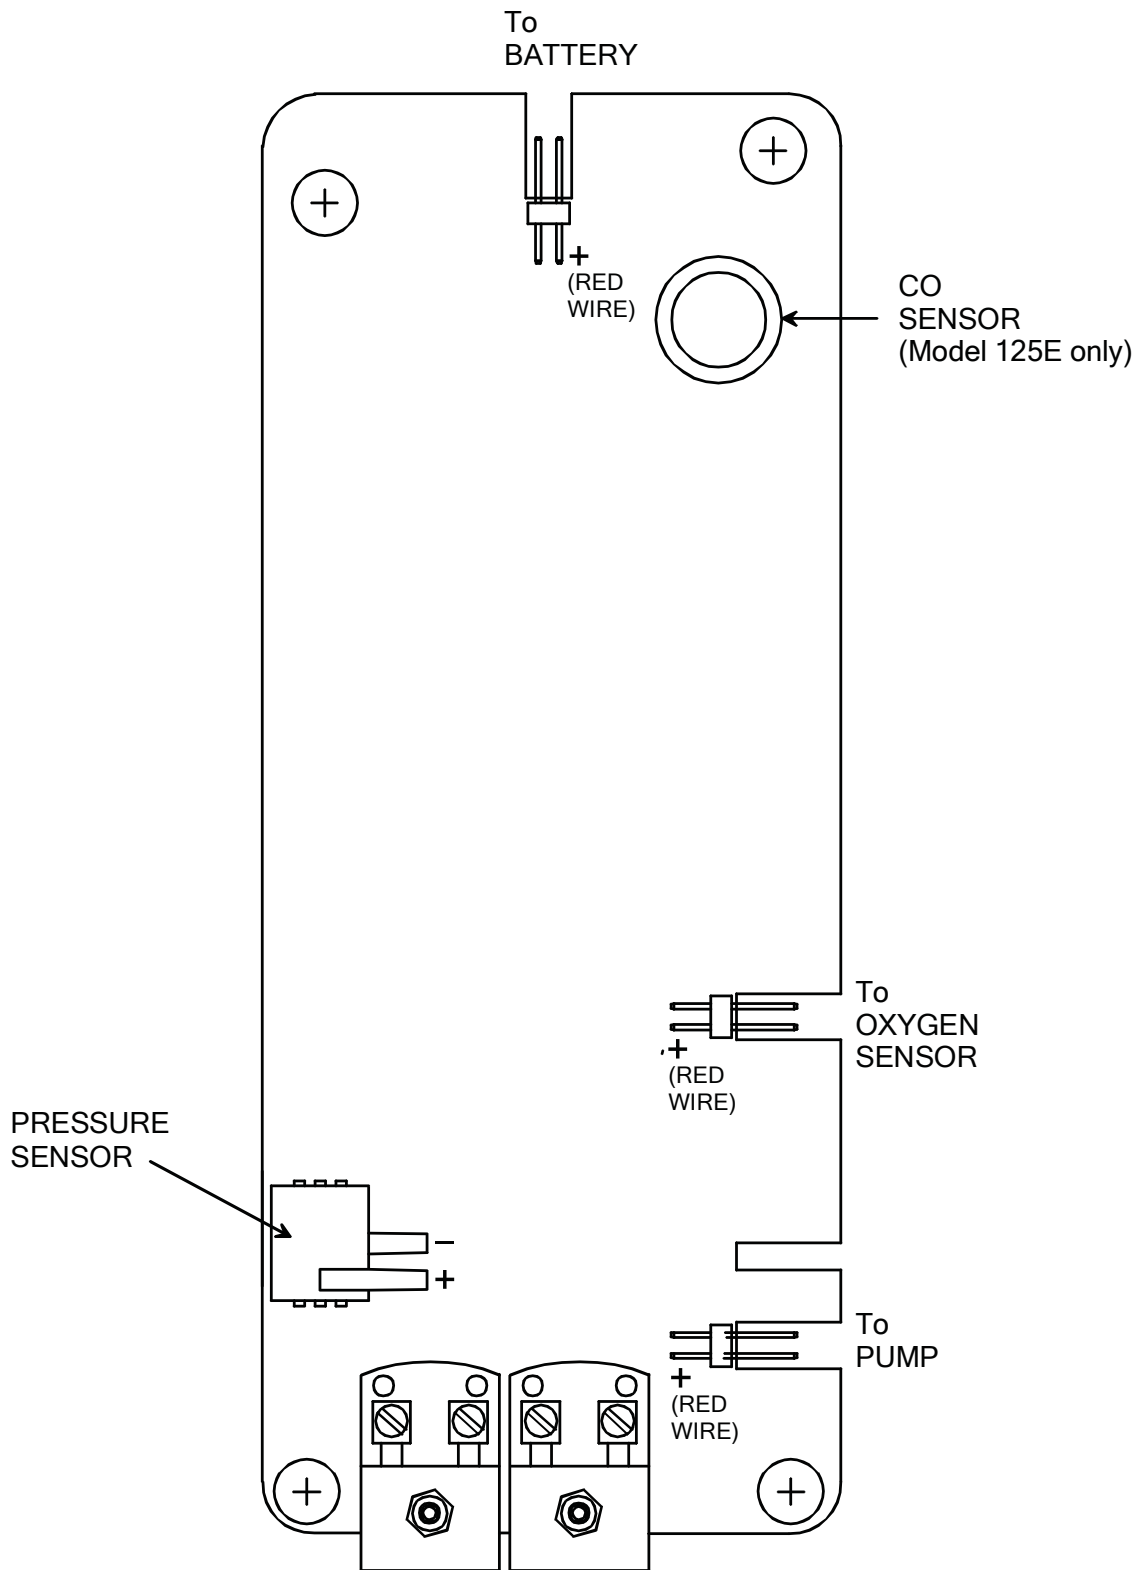 To
BATTERY
+
(RED
WIRE)
CO
SENSOR
(Model 125E only)
To
OXYGEN
SENSOR
+
(RED
WIRE)
PRESSURE
SENSOR
–
+
To
PUMP
+
(RED
WIRE)